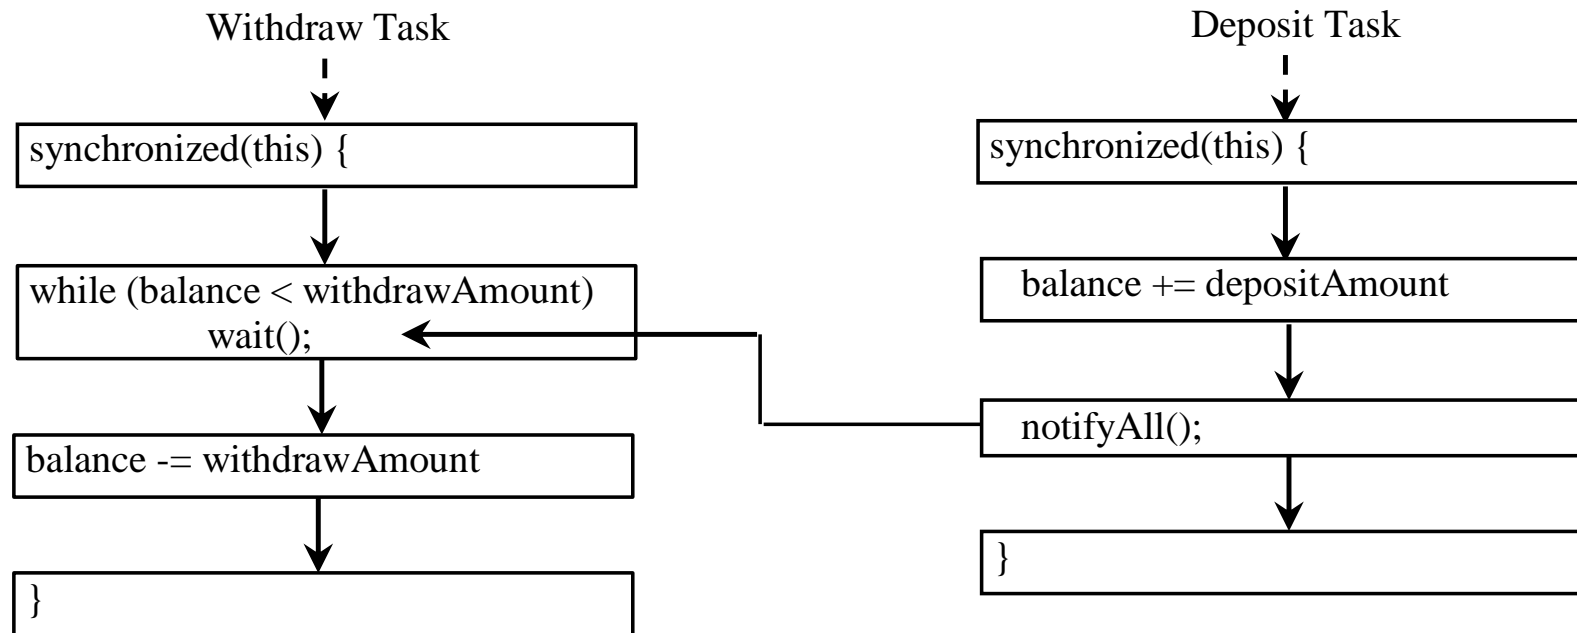 Withdraw Task
synchronized(this) {
while (balance < withdrawAmount)
wait();
balance -= withdrawAmount
}
Deposit Task
synchronized(this) {
balance += depositAmount
notifyAll();
}